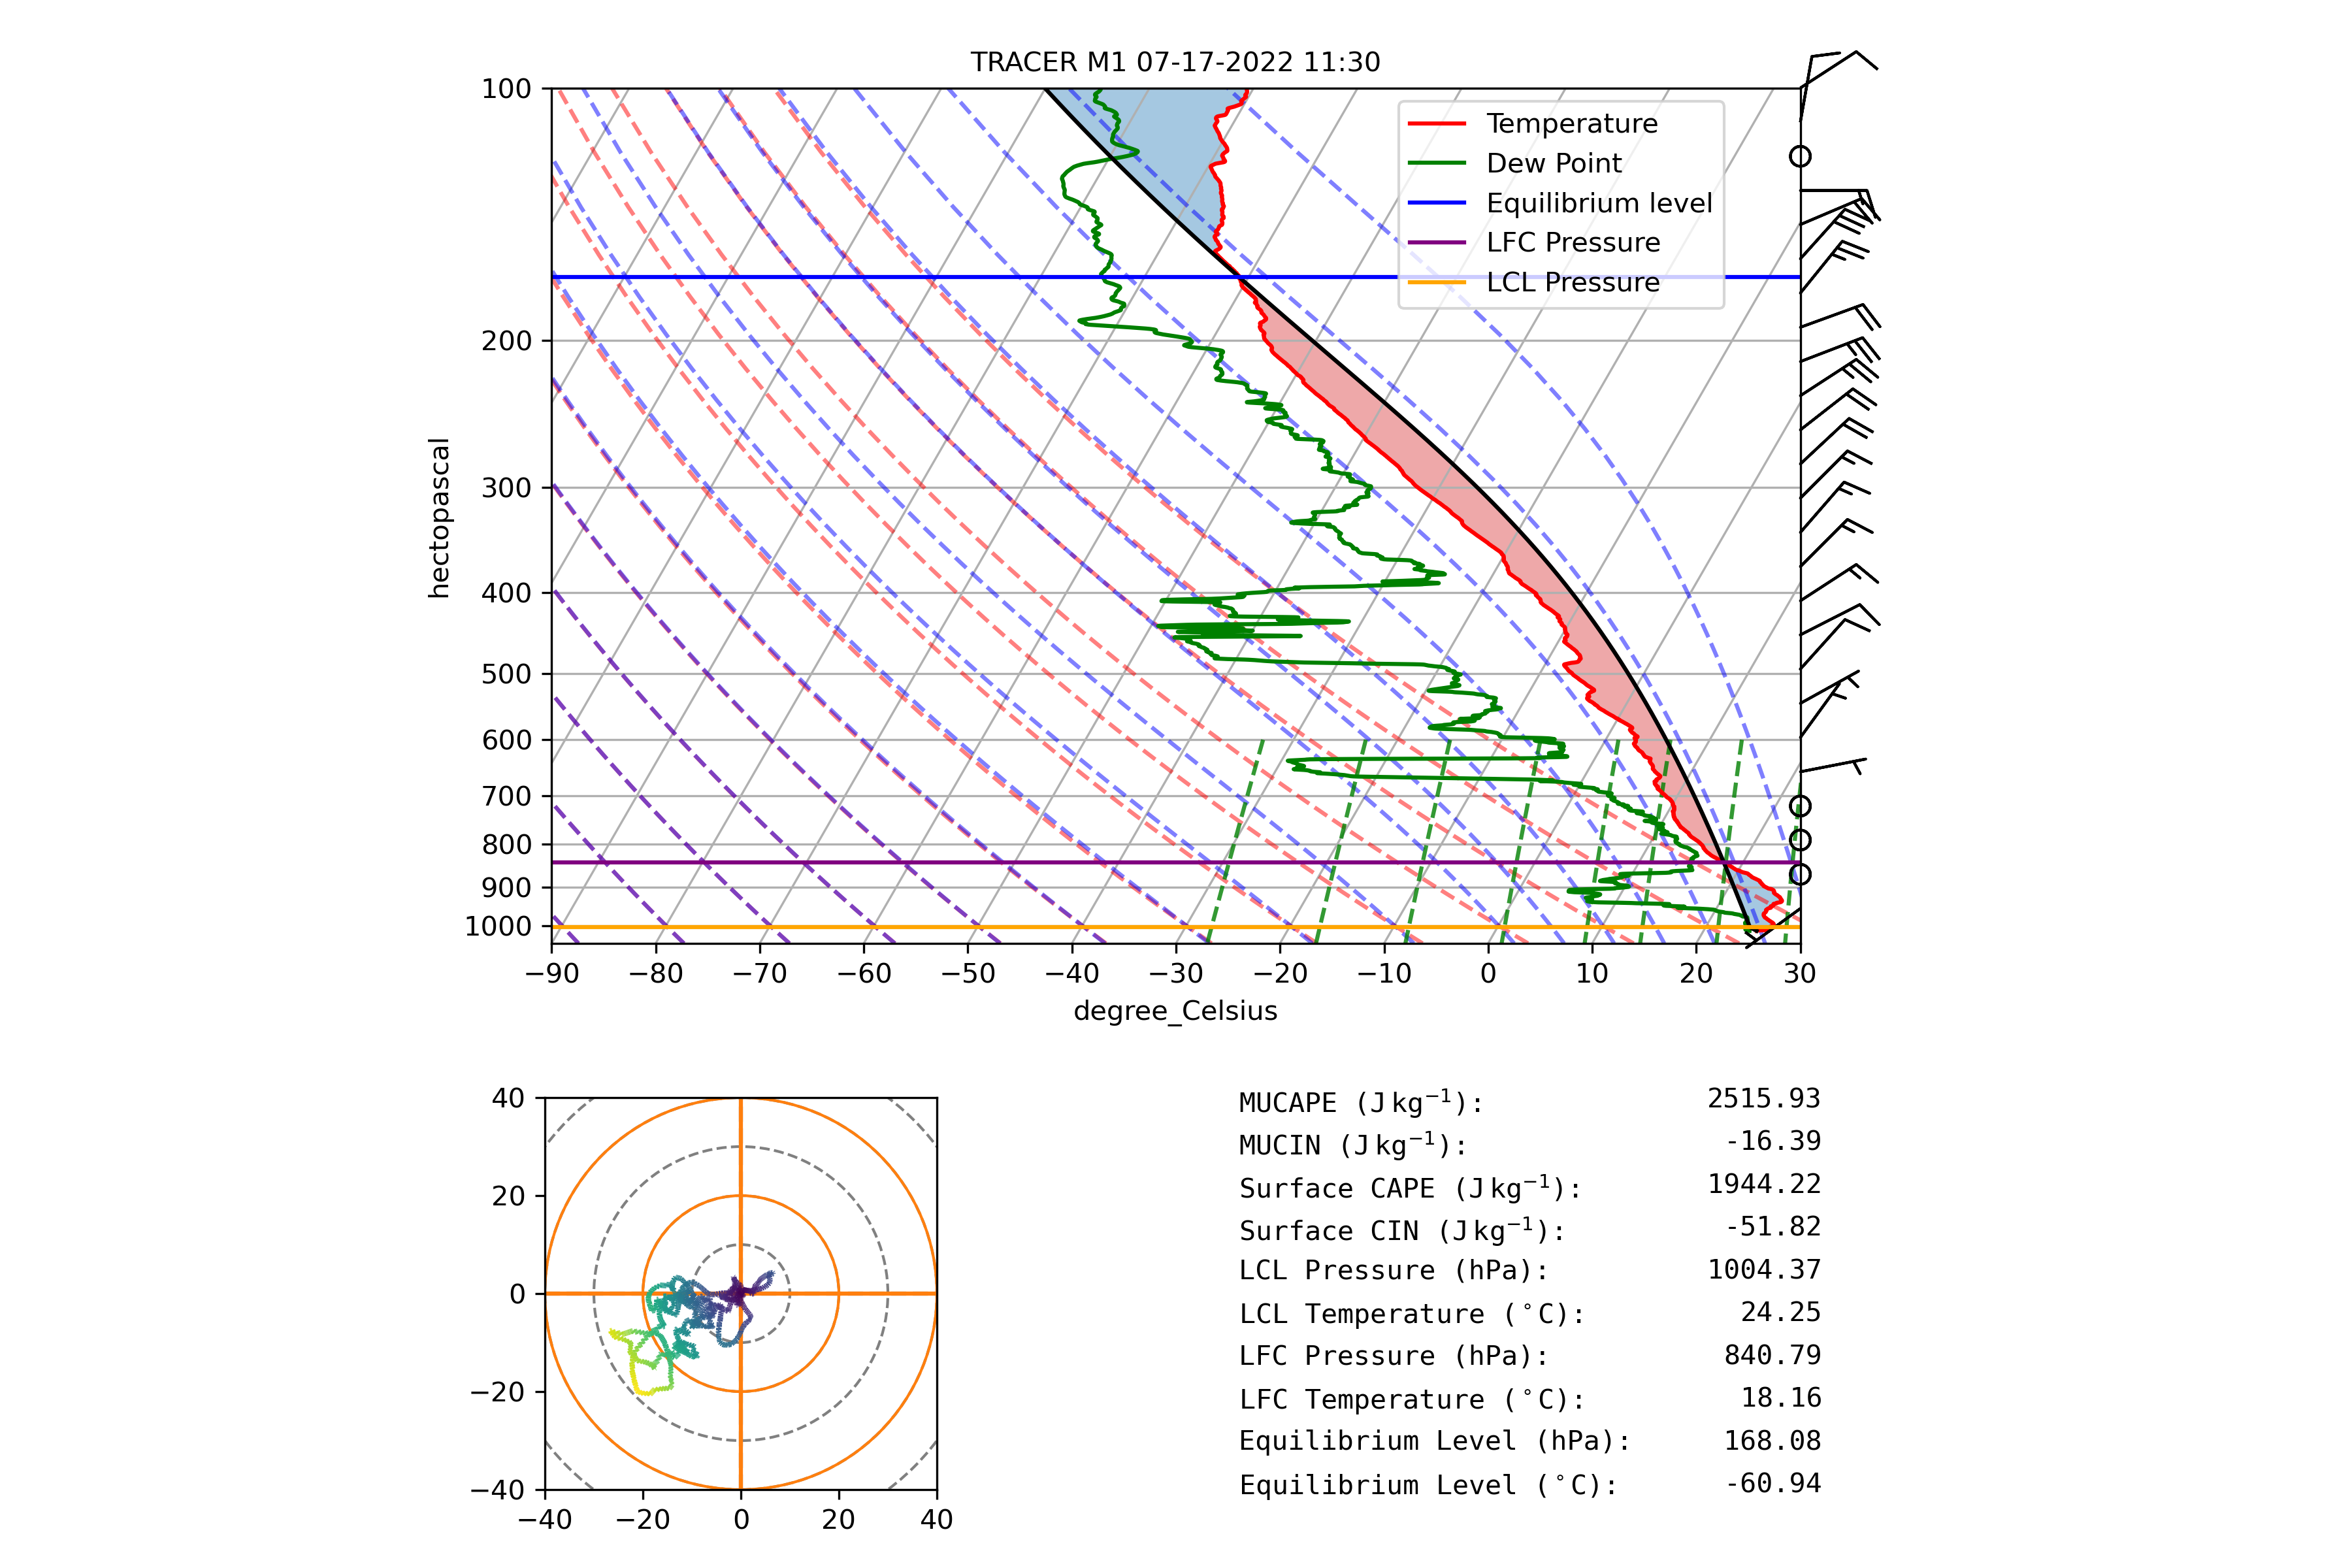 TRACER M1 07-17-2022 11:30
100
200
300
400
500
600
700
800
900
1000
hectopascal
Temperature
Dew Point
Equilibrium level
LFC Pressure
LCL Pressure
−90 −80 −70 −60 −50 −40 −30 −20 −10 0 10 20 30
degree_Celsius
40
20
0
−20
−40
−40 −20 0 20 40
MUCAPE (J kg⁻¹): 2515.93
MUCIN (J kg⁻¹): -16.39
Surface CAPE (J kg⁻¹): 1944.22
Surface CIN (J kg⁻¹): -51.82
LCL Pressure (hPa): 1004.37
LCL Temperature (°C): 24.25
LFC Pressure (hPa): 840.79
LFC Temperature (°C): 18.16
Equilibrium Level (hPa): 168.08
Equilibrium Level (°C): -60.94